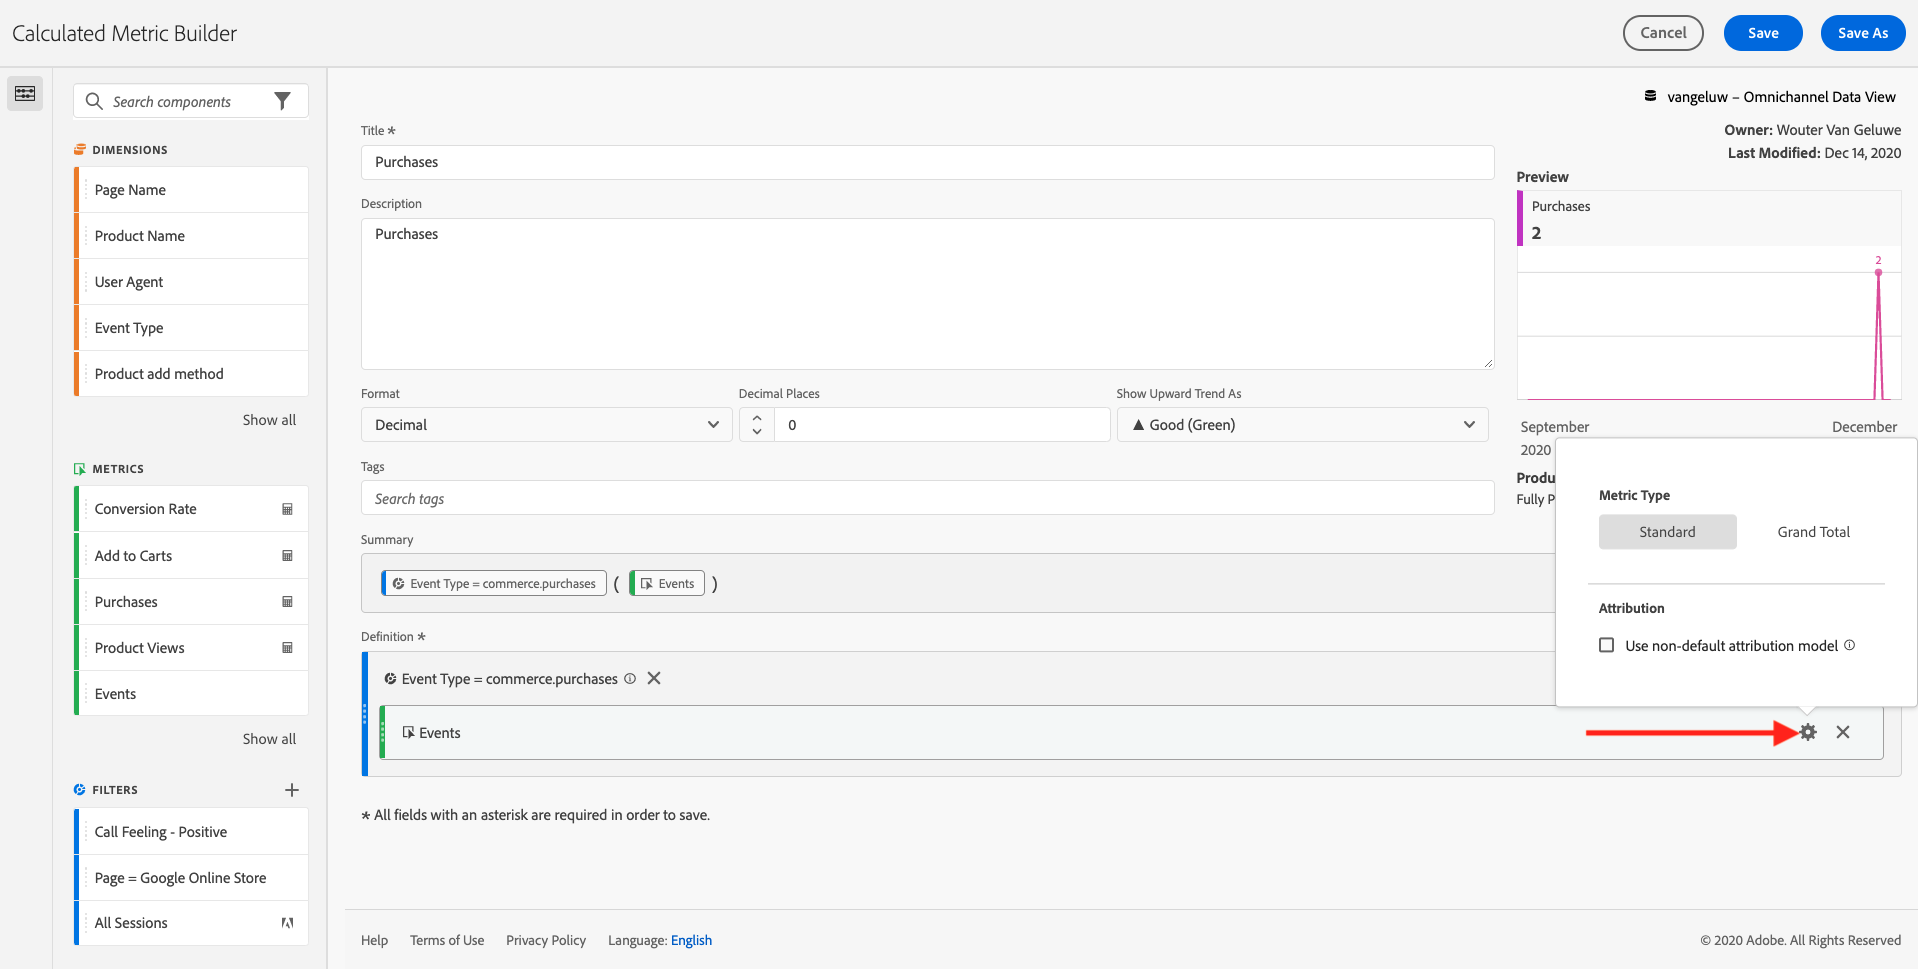 Calculated Metric Builder
Cancel
Save
Save As
Search components
DIMENSIONS
Page Name
Product Name
User Agent
Event Type
Product add method
Show all
METRICS
Conversion Rate
Add to Carts
Purchases
Product Views
Events
Show all
FILTERS
Call Feeling - Positive
Page = Google Online Store
All Sessions
vangeluw – Omnichannel Data View
Owner: Wouter Van Geluwe
Last Modified: Dec 14, 2020
Title *
Purchases
Description
Purchases
Format
Decimal Places
Show Upward Trend As
Decimal
0
▲ Good (Green)
Tags
Search tags
Summary
Event Type = commerce.purchases ( Events )
Definition *
Event Type = commerce.purchases
Events
* All fields with an asterisk are required in order to save.
Preview
Purchases
2
2
September
2020
December
Produ
Fully P
Metric Type
Standard
Grand Total
Attribution
Use non-default attribution model
Help
Terms of Use
Privacy Policy
Language: English
© 2020 Adobe. All Rights Reserved